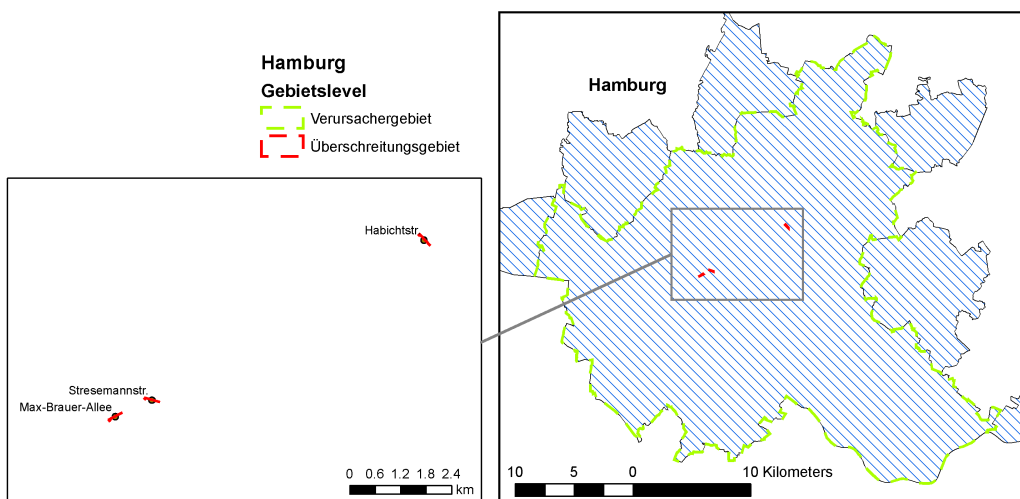 Hamburg
Gebietslevel
Verursachergebiet
Überschreitungsgebiet
Hamburg
Habichtstr.
Stresemannstr.
Max-Brauer-Allee
0 0.6 1.2 1.8 2.4
km
10 5 0 10 Kilometers